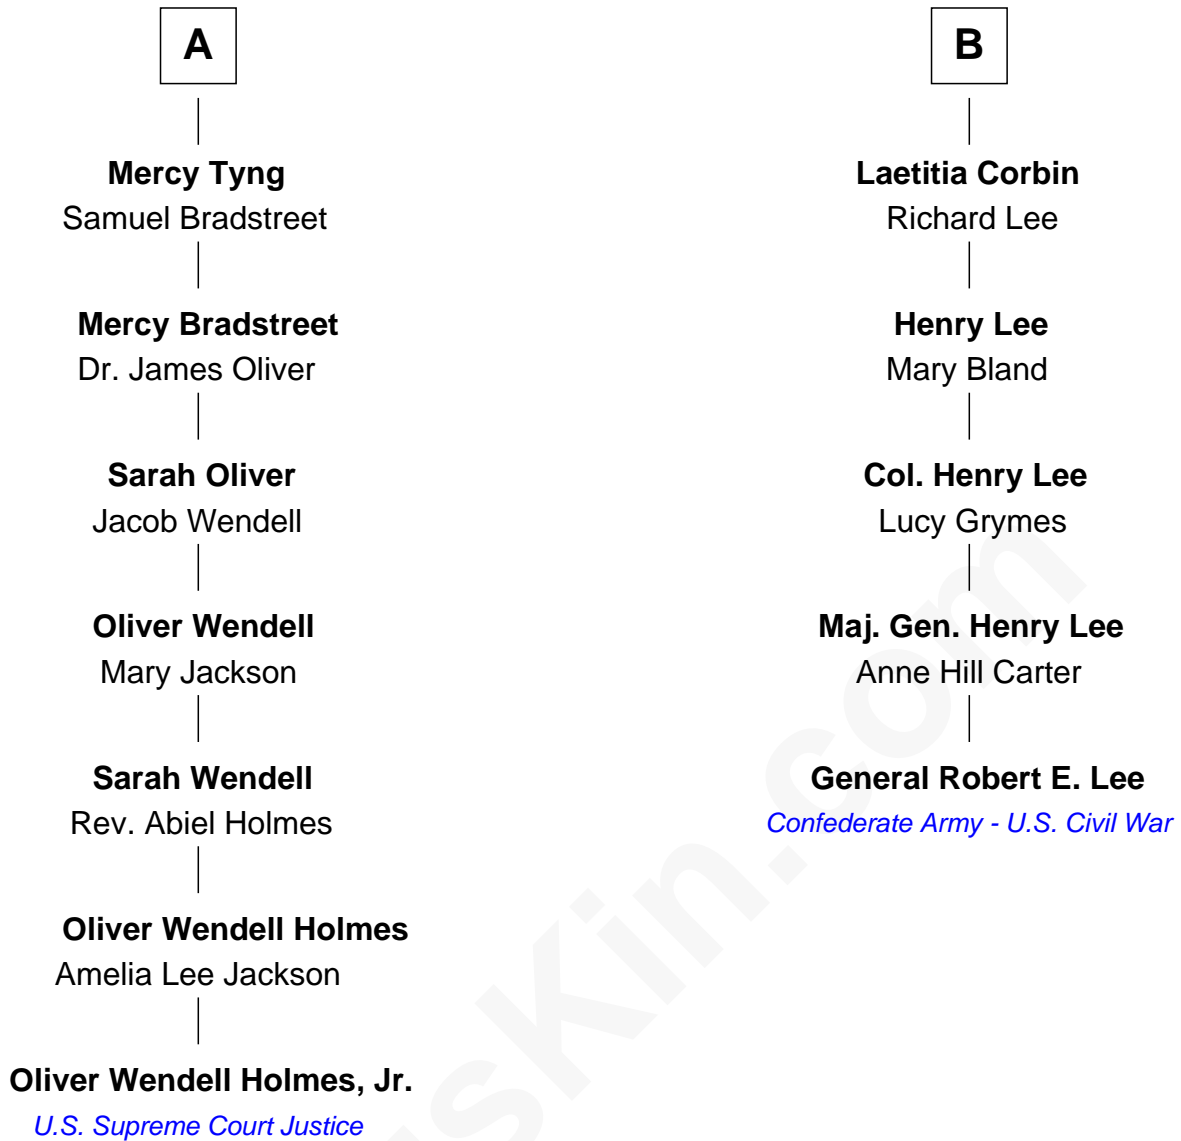 A
Mercy Tyng
Samuel Bradstreet
Mercy Bradstreet
Dr. James Oliver
Sarah Oliver
Jacob Wendell
Oliver Wendell
Mary Jackson
Sarah Wendell
Rev. Abiel Holmes
Oliver Wendell Holmes
Amelia Lee Jackson
Oliver Wendell Holmes, Jr.
U.S. Supreme Court Justice
B
Laetitia Corbin
Richard Lee
Henry Lee
Mary Bland
Col. Henry Lee
Lucy Grymes
Maj. Gen. Henry Lee
Anne Hill Carter
General Robert E. Lee
Confederate Army - U.S. Civil War